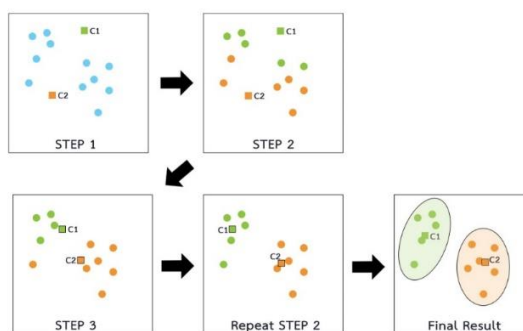 C1
C2
STEP 1
C1
C2
STEP 2
C1
C2
STEP 3
C1
C2
Repeat STEP 2
C1
C2
Final Result